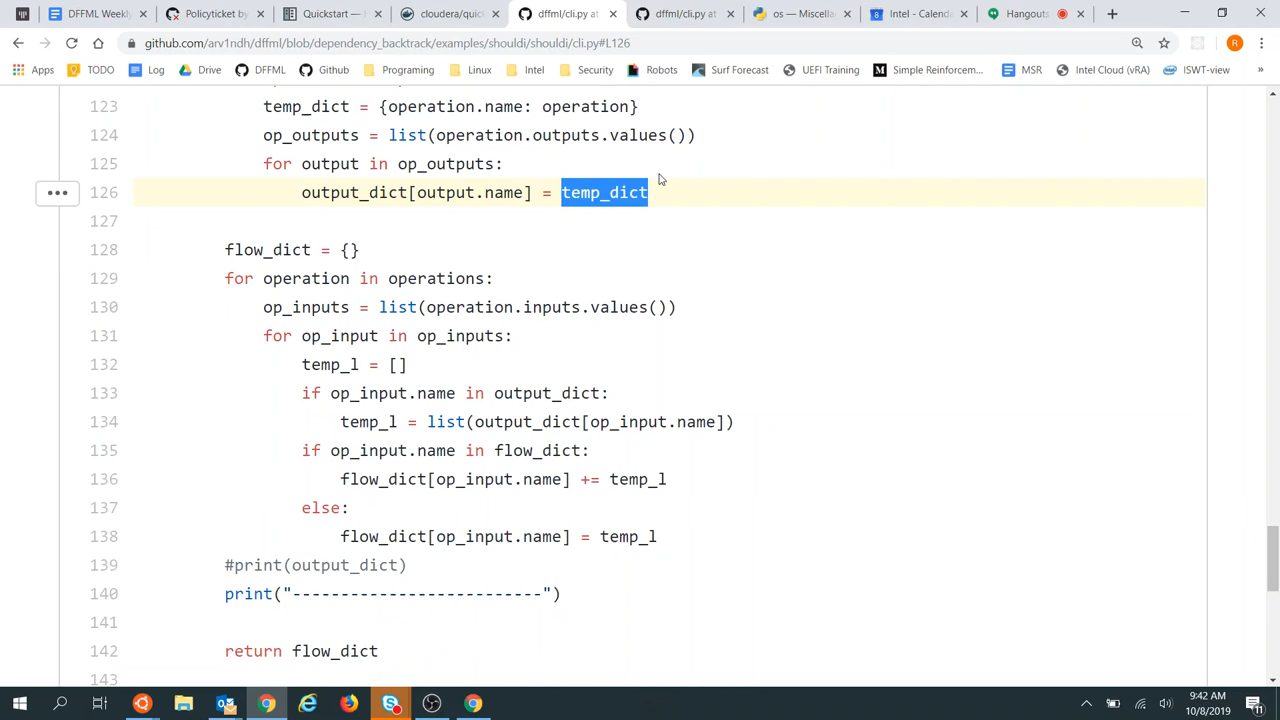 DFFML Weekly
Policyticket by
Quickstart —
cloudera/quic
dffml/cli.py at
dffml/cli.py at
os — Miscella
Intel - Calenda
Hangouts
github.com/arv1ndh/dffml/blob/dependency_backtrack/examples/shouldi/shouldi/cli.py#L126
Apps
TODO
Log
Drive
DFFML
Github
Programing
Linux
Intel
Security
Robots
Surf Forecast
UEFI Training
Simple Reinforcem...
MSR
Intel Cloud (vRA)
ISWT-view
»
123 temp_dict = {operation.name: operation}
124 op_outputs = list(operation.outputs.values())
125 for output in op_outputs:
126 output_dict[output.name] = temp_dict
127
128 flow_dict = {}
129 for operation in operations:
130 op_inputs = list(operation.inputs.values())
131 for op_input in op_inputs:
132 temp_l = []
133 if op_input.name in output_dict:
134 temp_l = list(output_dict[op_input.name])
135 if op_input.name in flow_dict:
136 flow_dict[op_input.name] += temp_l
137 else:
138 flow_dict[op_input.name] = temp_l
139 #print(output_dict)
140 print("--------------------------")
141
142 return flow_dict
143
9:42 AM
10/8/2019
11